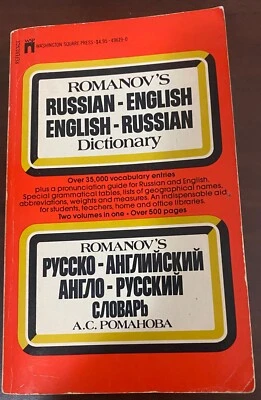 WASHINGTON SQUARE PRESS
ROMANOV'S
RUSSIAN-ENGLISH
ENGLISH-RUSSIAN
Dictionary
Over 35,000 vocabulary entries
plus a pronunciation guide for Russian and English.
Special grammatical tables, lists of geographical names,
abbreviations, weights and measures. An indispensable aid
for students, teachers, home and office libraries.
Two volumes in one - Over 500 pages
ROMANOV'S
РУССКО-АНГЛИЙСКИЙ
АНГЛО-РУССКИЙ
СЛОВАРЬ
А.С. РОМАНОВА